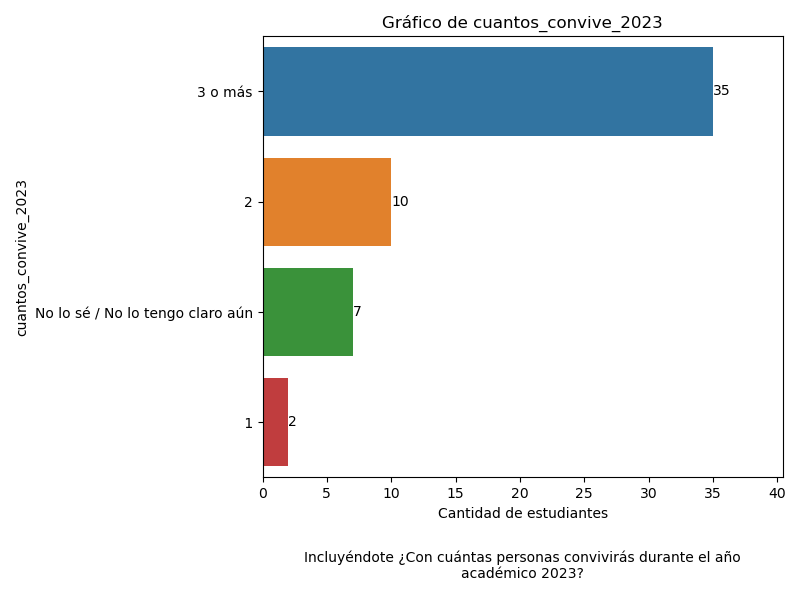 Gráfico de cuantos_convive_2023
cuantos_convive_2023
3 o más
35
2
10
No lo sé / No lo tengo claro aún
7
1
2
0 5 10 15 20 25 30 35 40
Cantidad de estudiantes
Incluyéndote ¿Con cuántas personas convivirás durante el año
académico 2023?